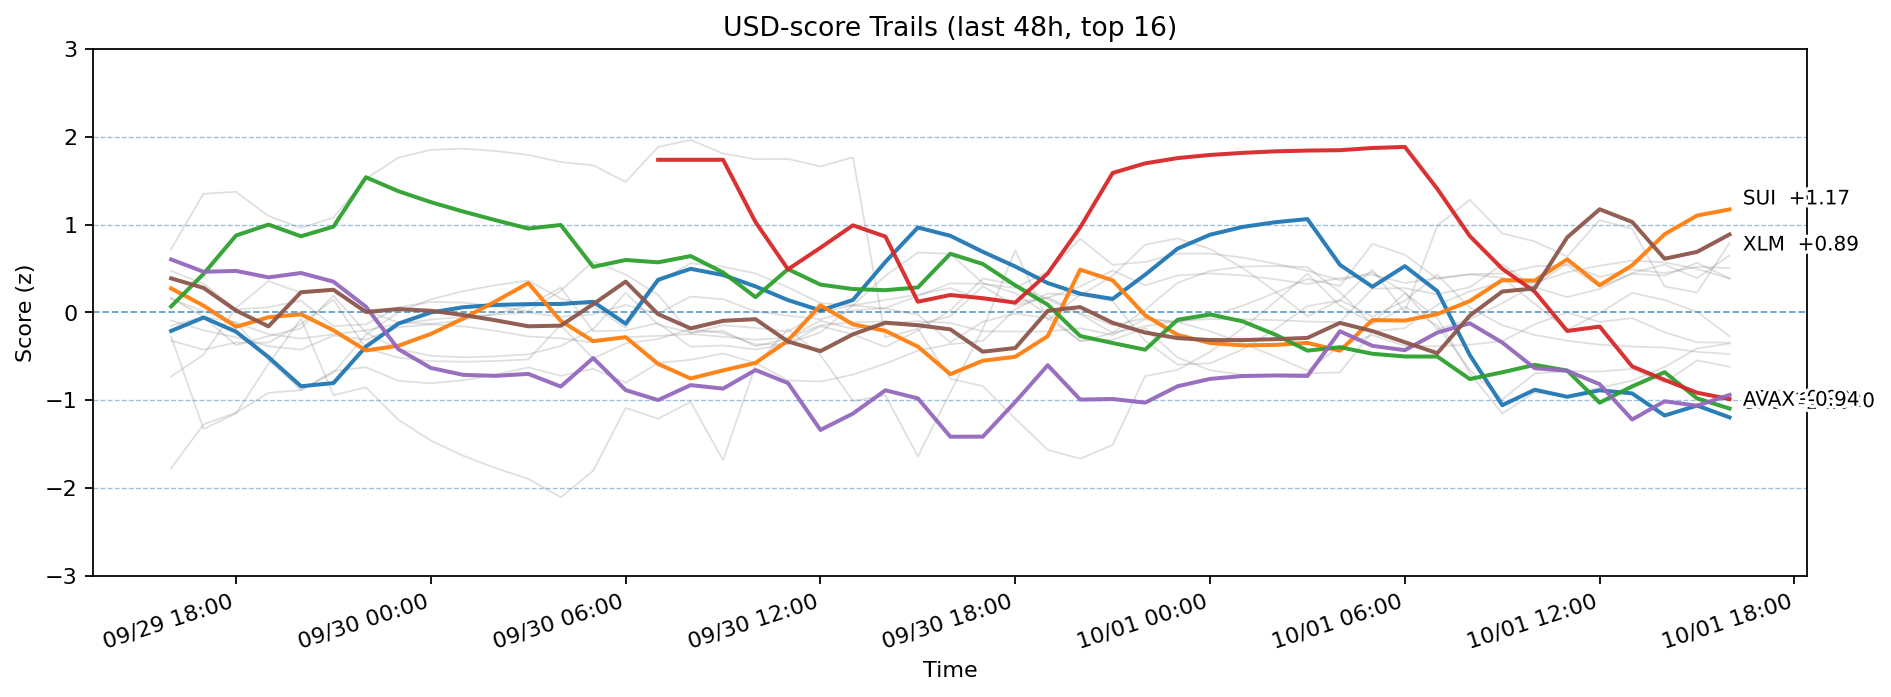 USD-score Trails (last 48h, top 16)
3
2
1
0
−1
−2
−3
Score (z)
SUI +1.17
XLM +0.89
AVAX −0.94
09/29 18:00
09/30 00:00
09/30 06:00
09/30 12:00
09/30 18:00
10/01 00:00
10/01 06:00
10/01 12:00
10/01 18:00
Time